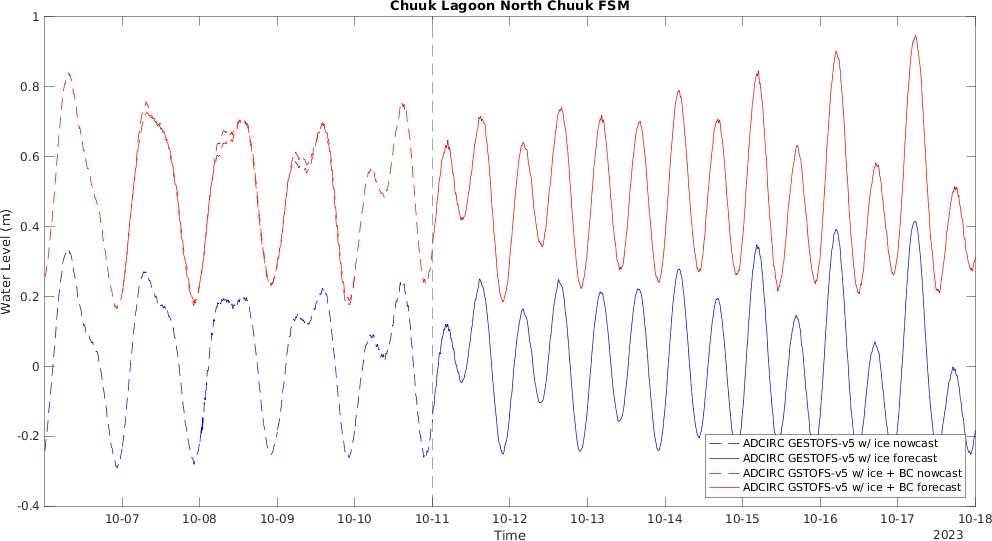 Chuuk Lagoon North Chuuk FSM
1
0.8
0.6
0.4
0.2
0
-0.2
-0.4
Water Level (m)
ADCIRC GESTOFS-v5 w/ ice nowcast
ADCIRC GESTOFS-v5 w/ ice forecast
ADCIRC GSTOFS-v5 w/ ice + BC nowcast
ADCIRC GSTOFS-v5 w/ ice + BC forecast
10-07 10-08 10-09 10-10 10-11 10-12 10-13 10-14 10-15 10-16 10-17 10-18
Time
2023